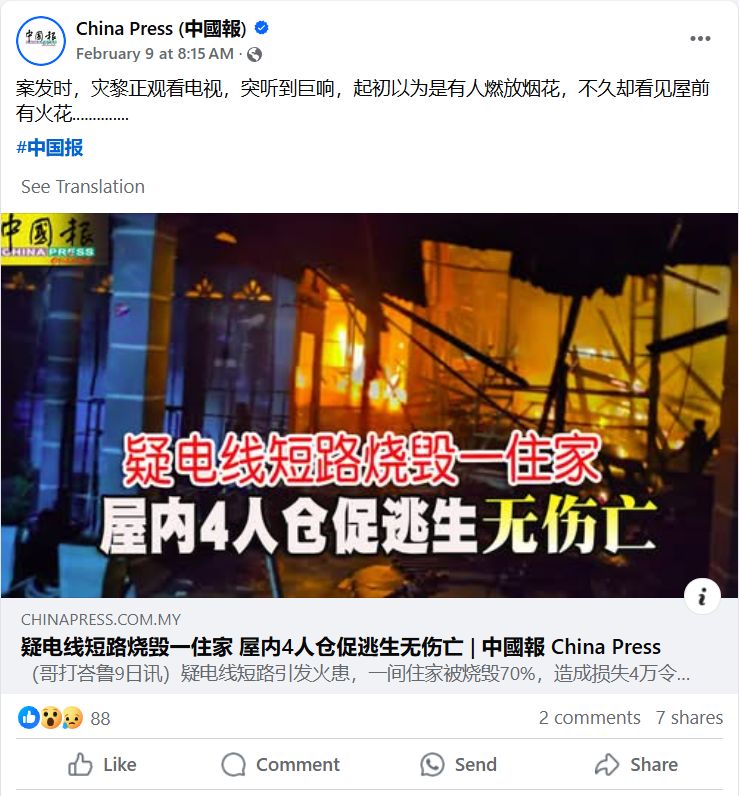 中國報
China Press (中國報)
February 9 at 8:15 AM ·
案发时，灾黎正观看电视，突听到巨响，起初以为是有人燃放烟花，不久却看见屋前
有火花..............
#中国报
See Translation
中國報
CHINA PRESS
疑电线短路烧毁一住家
屋内4人仓促逃生无伤亡
CHINAPRESS.COM.MY
疑电线短路烧毁一住家 屋内4人仓促逃生无伤亡 | 中國報 China Press
（哥打峇鲁9日讯）疑电线短路引发火患，一间住家被烧毁70%，造成损失4万令...
88
2 comments 7 shares
Like Comment Send Share